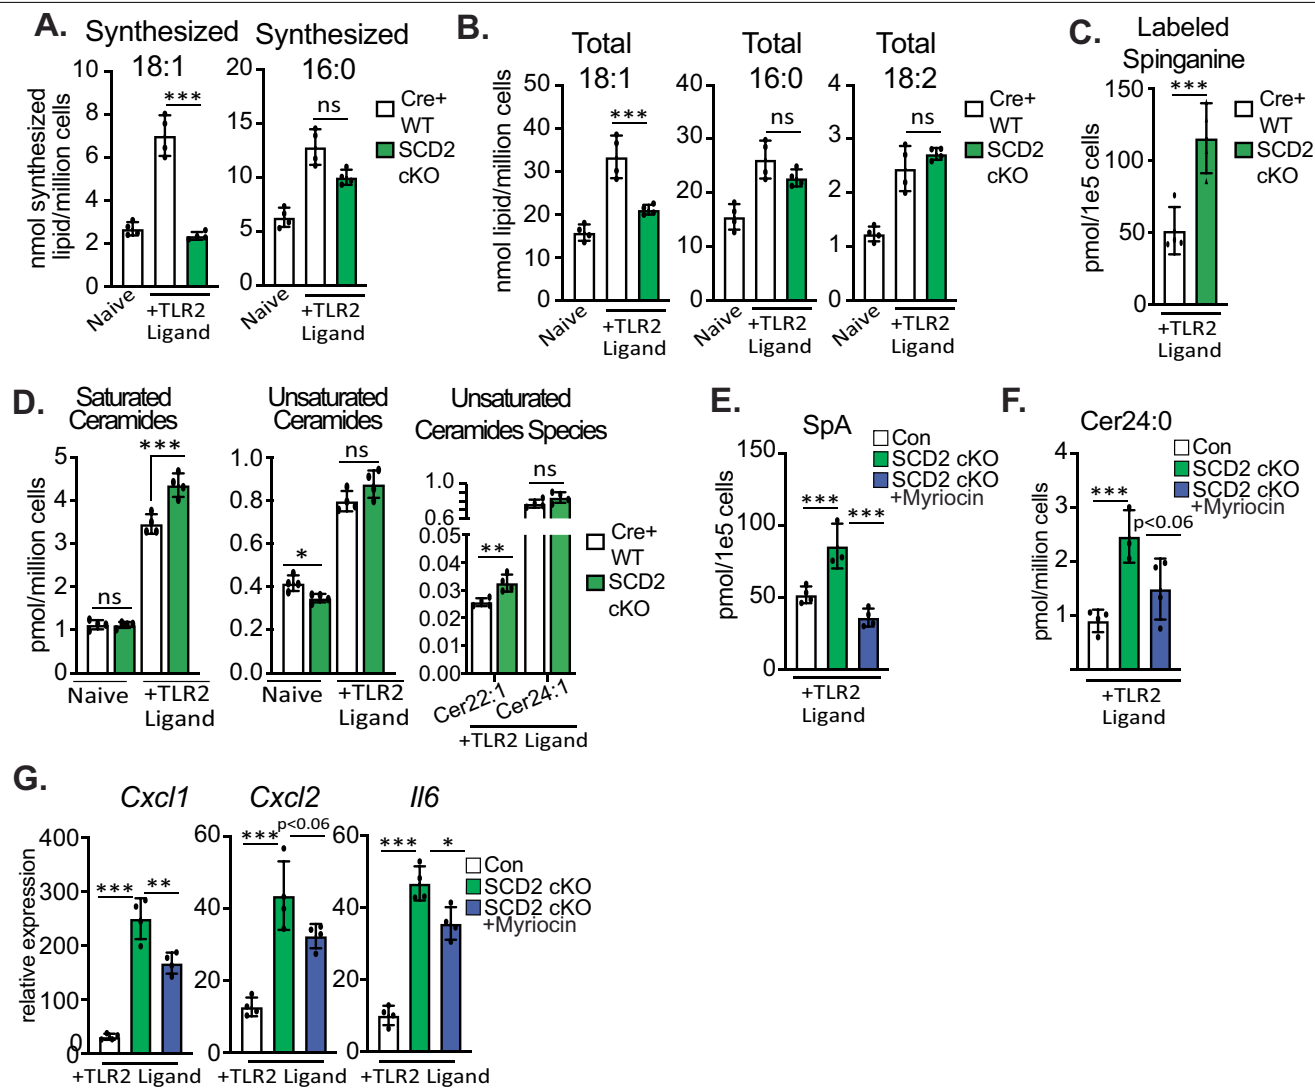 A.
Synthesized
18:1
Synthesized
16:0
nmol synthesized
lipid/million cells
10
8
6
4
2
0
***
20
15
10
5
0
ns
Naive
+TLR2
Ligand
Naive
+TLR2
Ligand
Cre+
WT
SCD2
cKO
B.
Total
18:1
Total
16:0
Total
18:2
nmol lipid/million cells
50
40
30
20
10
0
***
40
30
20
10
0
ns
4
3
2
1
0
ns
Naive
+TLR2
Ligand
Naive
+TLR2
Ligand
Naive
+TLR2
Ligand
Cre+
WT
SCD2
cKO
C.
Labeled
Spinganine
pmol/1e5 cells
150
100
50
0
***
+TLR2
Ligand
Cre+
WT
SCD2
cKO
D.
Saturated
Ceramides
Unsaturated
Ceramides
Unsaturated
Ceramides Species
pmol/million cells
5
4
3
2
1
0
ns
***
Naive
+TLR2
Ligand
1.0
0.8
0.6
0.4
0.2
0.0
*
ns
Naive
+TLR2
Ligand
1.0
0.6
0.05
0.04
0.03
0.02
0.01
0.00
**
ns
Cer22:1
Cer24:1
+TLR2 Ligand
Cre+
WT
SCD2
cKO
E.
SpA
Con
SCD2 cKO
SCD2 cKO
+Myriocin
pmol/1e5 cells
150
100
50
0
***
***
+TLR2
Ligand
F.
Cer24:0
Con
SCD2 cKO
SCD2 cKO
+Myriocin
pmol/million cells
4
3
2
1
***
p<0.06
+TLR2
Ligand
G.
Cxcl1
Cxcl2
Il6
relative expression
400
300
200
100
0
0
***
**
+TLR2 Ligand
60
40
20
0
***
p<0.06
+TLR2 Ligand
60
40
20
0
***
*
+TLR2 Ligand
Con
SCD2 cKO
SCD2 cKO
+Myriocin